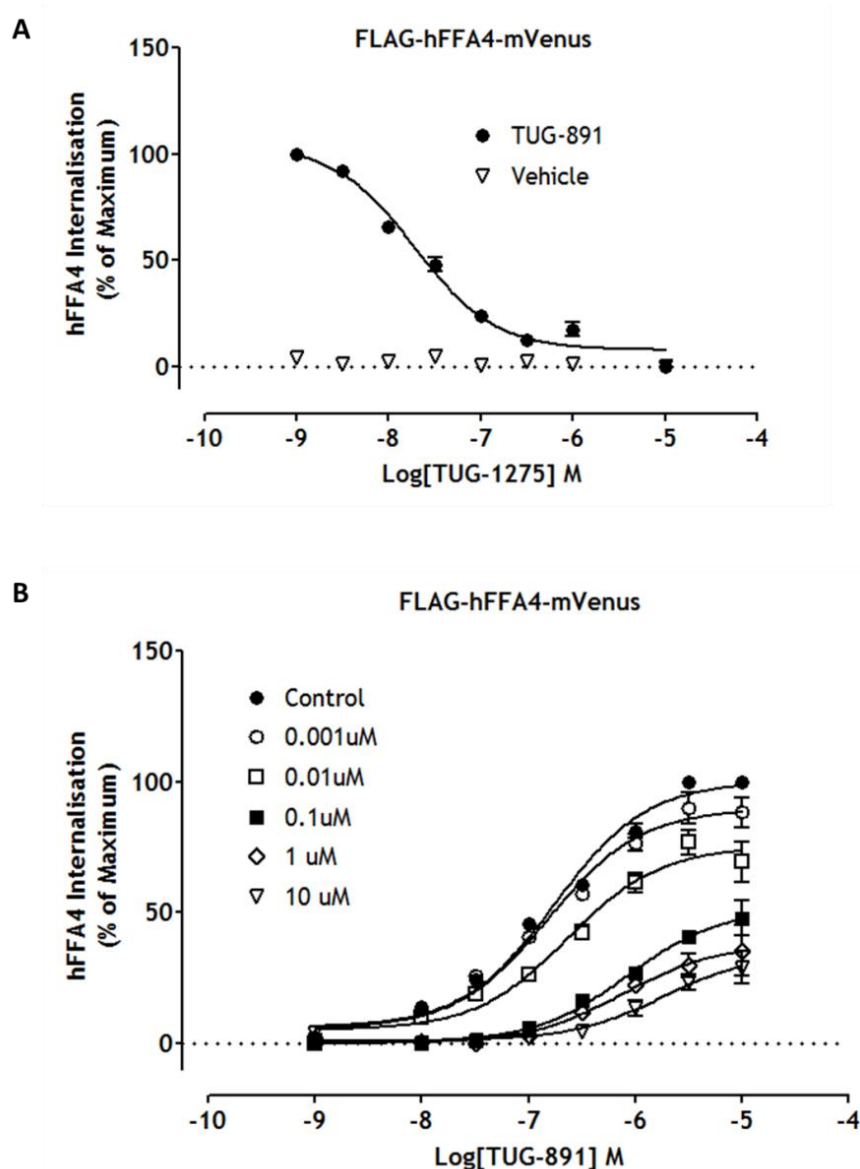 A
FLAG-hFFA4-mVenus
150
100
50
0
hFFA4 Internalisation
(% of Maximum)
TUG-891
Vehicle
-10 -9 -8 -7 -6 -5 -4
Log[TUG-1275] M
B
FLAG-hFFA4-mVenus
150
100
50
0
hFFA4 Internalisation
(% of Maximum)
Control
0.001uM
0.01uM
0.1uM
1 uM
10 uM
-10 -9 -8 -7 -6 -5 -4
Log[TUG-891] M